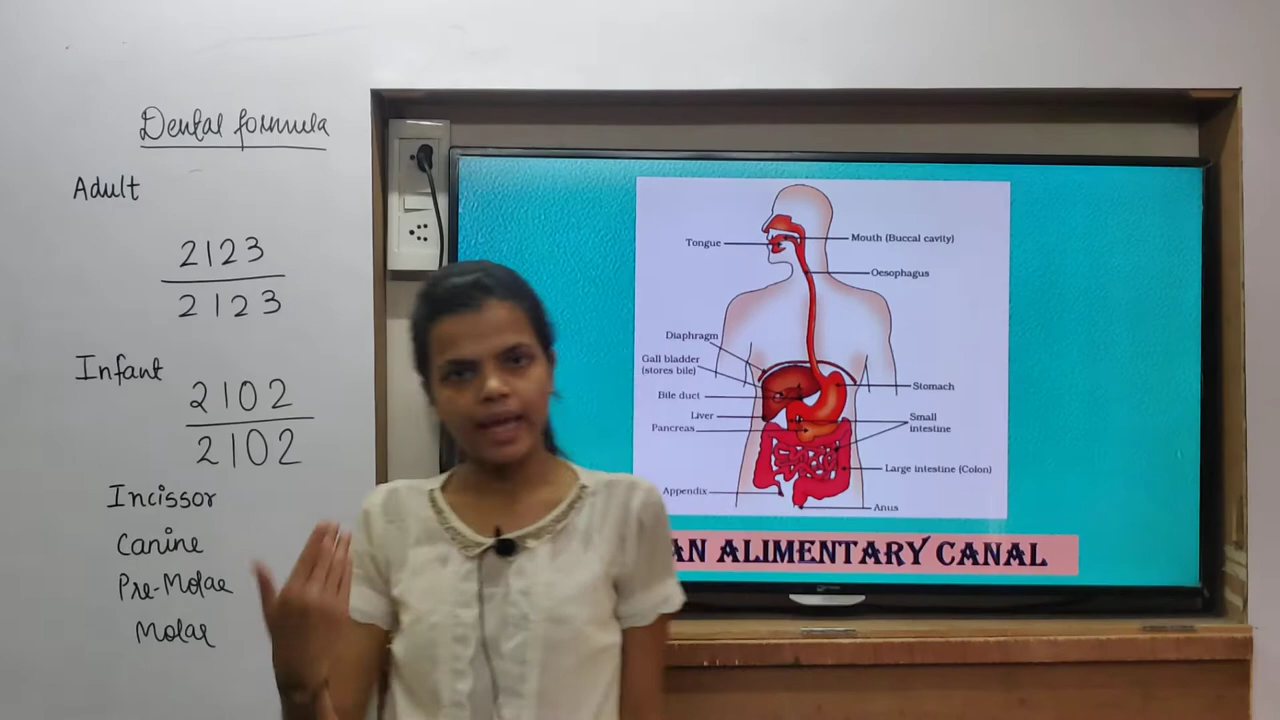 Dental formula
Adult
2123
2123
Infant
2102
2102
Incissor
Canine
Pre-Molar
Molar
Tongue
Mouth (Buccal cavity)
Oesophagus
Diaphragm
Gall bladder
(stores bile)
Bile duct
Liver
Pancreas
Appendix
Stomach
Small
intestine
Large intestine (Colon)
Anus
AN ALIMENTARY CANAL